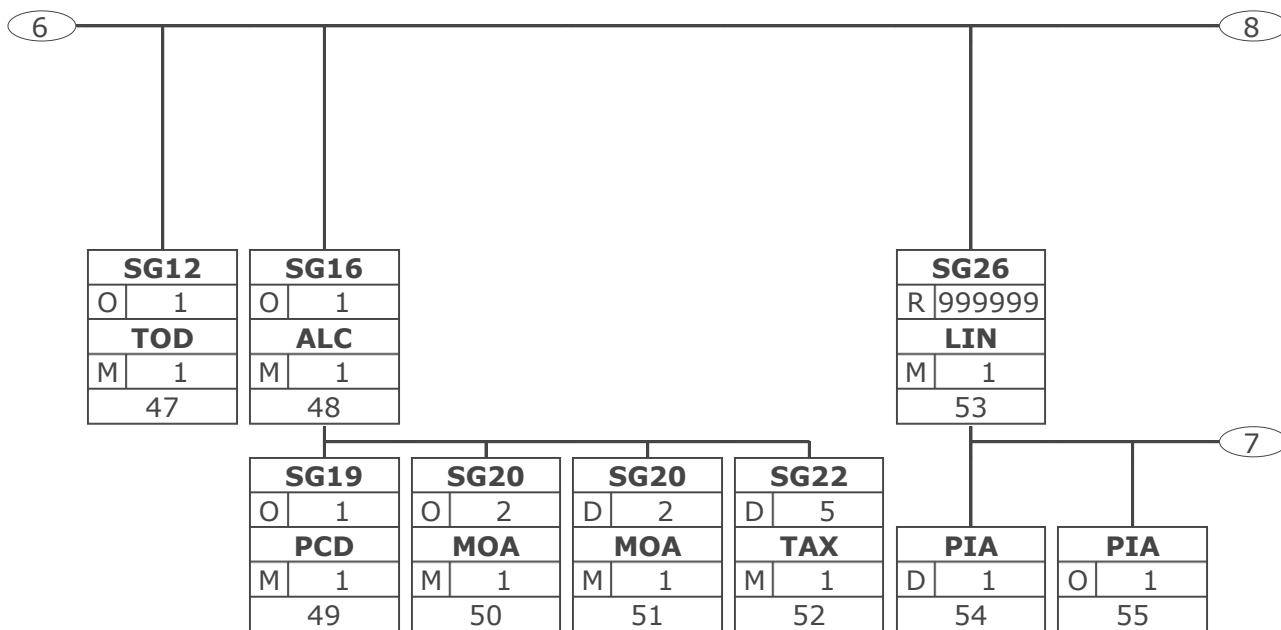 6
8
SG12
O 1
TOD
M 1
47
SG16
O 1
ALC
M 1
48
SG26
R 999999
LIN
M 1
53
7
SG19
O 1
PCD
M 1
49
SG20
O 2
MOA
M 1
50
SG20
D 2
MOA
M 1
51
SG22
D 5
TAX
M 1
52
PIA
D 1
54
PIA
O 1
55